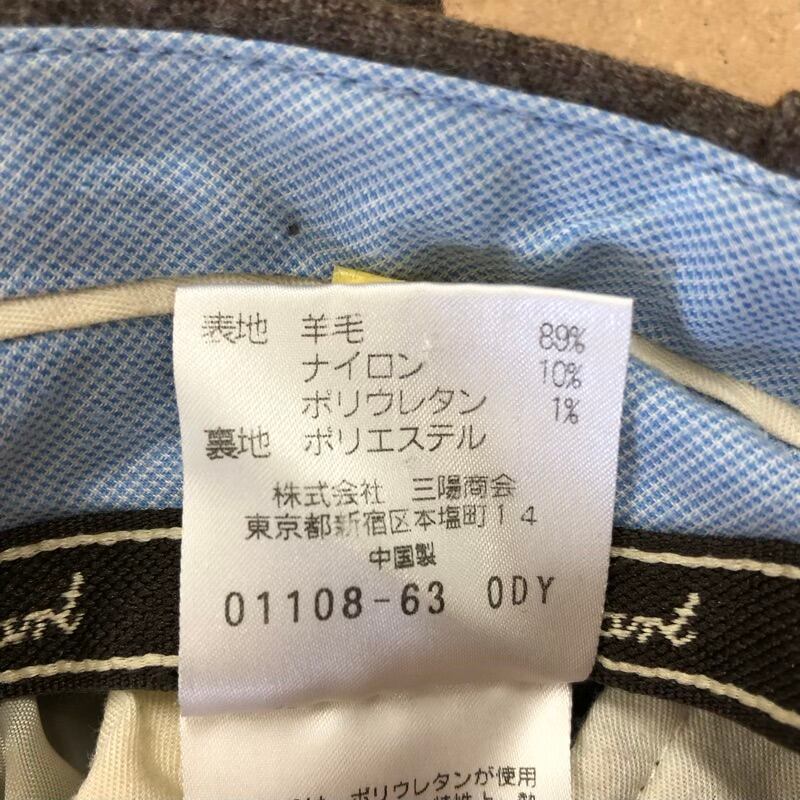 表地 羊毛 89%
ナイロン 10%
ポリウレタン 1%
裏地 ポリエステル
株式会社 三陽商会
東京都新宿区本塩町14
中国製
01108-63 0DY
ポリウレタンが使用